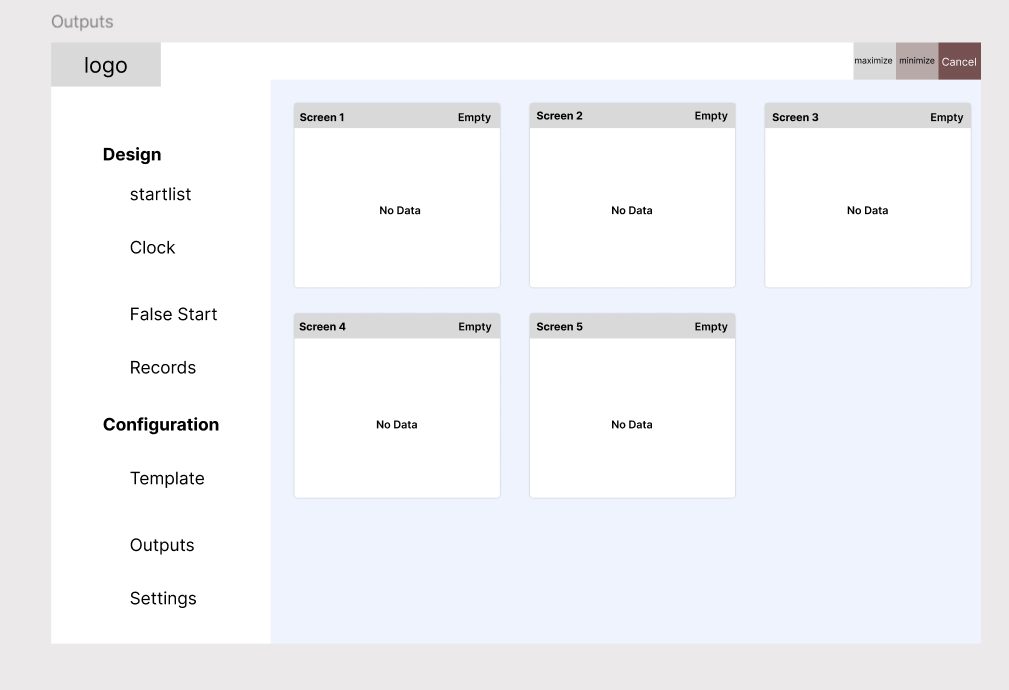 Outputs
logo
maximize minimize Cancel
Design
startlist
Clock
False Start
Records
Configuration
Template
Outputs
Settings
Screen 1 Empty
No Data
Screen 2 Empty
No Data
Screen 3 Empty
No Data
Screen 4 Empty
No Data
Screen 5 Empty
No Data